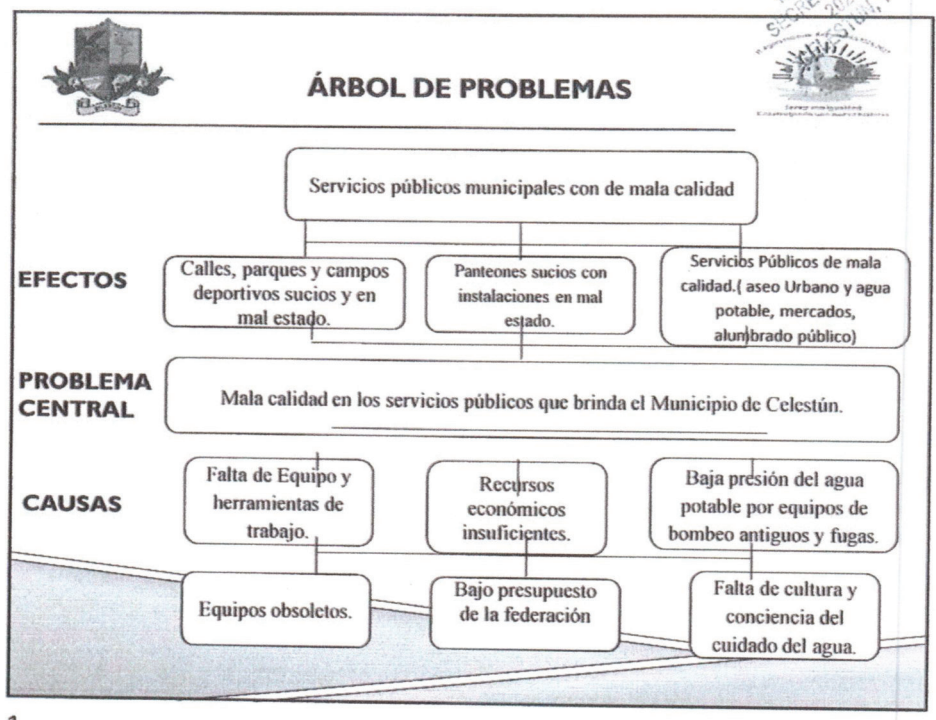 ÁRBOL DE PROBLEMAS
Servicios públicos municipales con de mala calidad
EFECTOS
Calles, parques y campos
deportivos sucios y en
mal estado.
Panteones sucios con
instalaciones en mal
estado.
Servicios Públicos de mala
calidad.( aseo Urbano y agua
potable, mercados,
alumbrado público)
PROBLEMA
CENTRAL
Mala calidad en los servicios públicos que brinda el Municipio de Celestún.
CAUSAS
Falta de Equipo y
herramientas de
trabajo.
Recursos
económicos
insuficientes.
Baja presión del agua
potable por equipos de
bombeo antiguos y fugas.
Equipos obsoletos.
Bajo presupuesto
de la federación
Falta de cultura y
conciencia del
cuidado del agua.